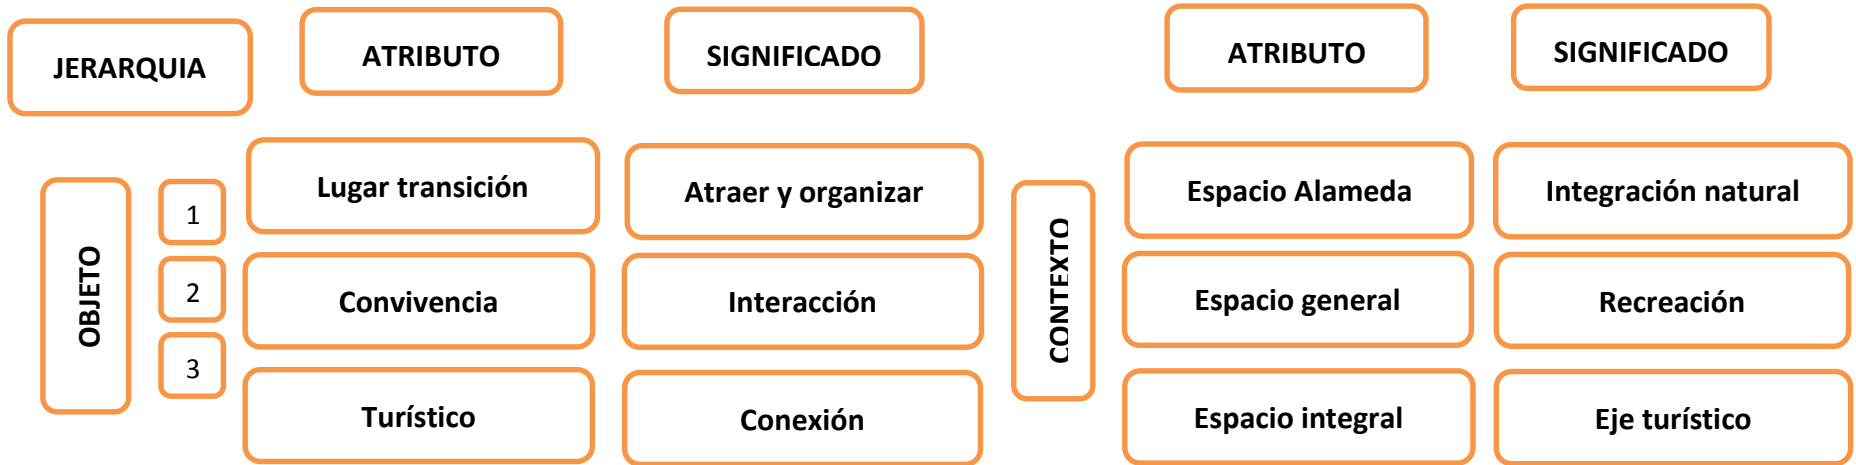 JERARQUIA
ATRIBUTO
SIGNIFICADO
ATRIBUTO
SIGNIFICADO
OBJETO
1
Lugar transición
Atraer y organizar
CONTEXTO
Espacio Alameda
Integración natural
2
Convivencia
Interacción
Espacio general
Recreación
3
Turístico
Conexión
Espacio integral
Eje turístico